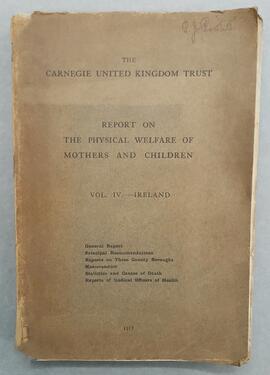 THE
CARNEGIE UNITED KINGDOM TRUST
REPORT ON
THE PHYSICAL WELFARE OF
MOTHERS AND CHILDREN
VOL. IV.—IRELAND
General Report
Principal Recommendations
Reports on Three County Boroughs
Memorandum
Statistics and Causes of Death
Reports of Medical Officers of Health
1917